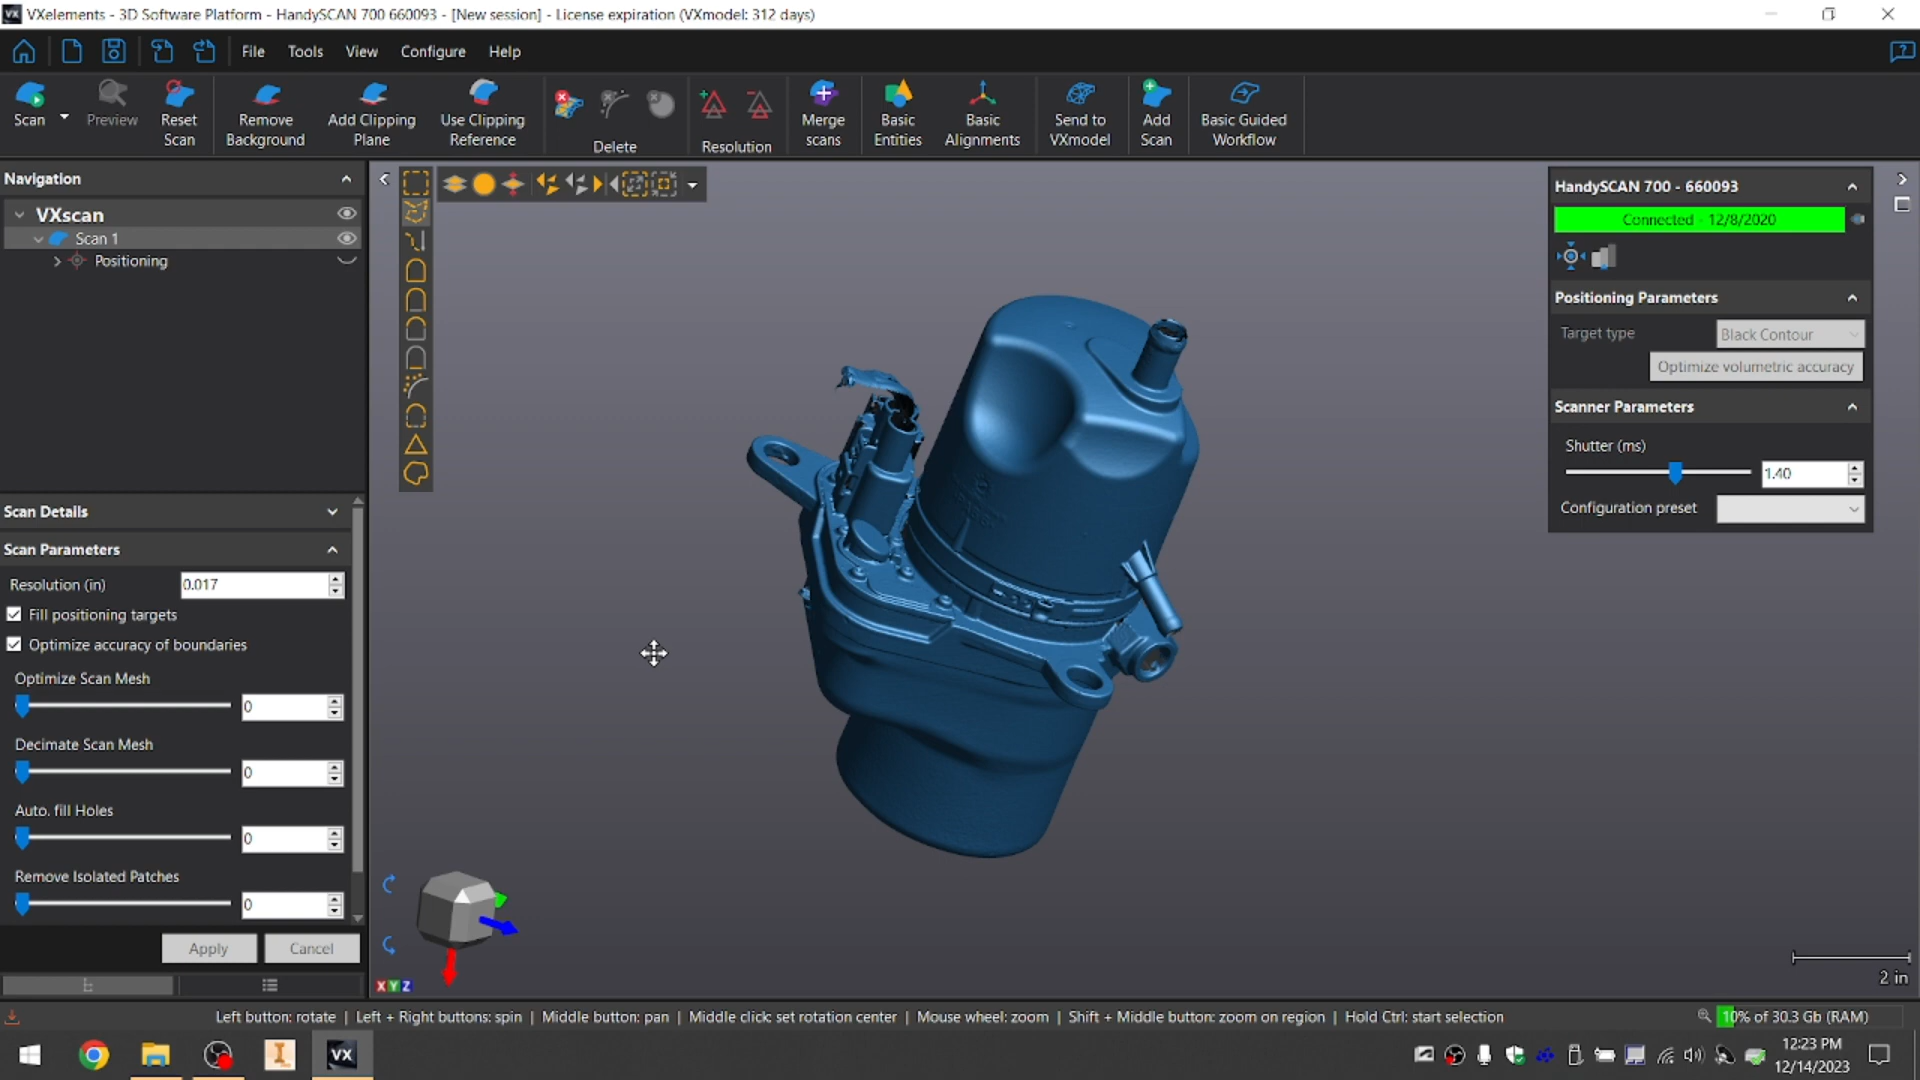 VXelements - 3D Software Platform - HandySCAN 700 660093 - [New session] - License expiration (VXmodel: 312 days)
File Tools View Configure Help
Scan
Preview
Reset Scan
Remove Background
Add Clipping Plane
Use Clipping Reference
Delete
Resolution
Merge scans
Basic Entities
Basic Alignments
Send to VXmodel
Add Scan
Basic Guided Workflow
Navigation
VXscan
Scan 1
Positioning
Scan Details
Scan Parameters
Resolution (in) 0.017
Fill positioning targets
Optimize accuracy of boundaries
Optimize Scan Mesh
0
Decimate Scan Mesh
0
Auto. fill Holes
0
Remove Isolated Patches
0
Apply Cancel
HandySCAN 700 - 660093
Connected - 12/8/2020
Positioning Parameters
Target type Black Contour
Optimize volumetric accuracy
Scanner Parameters
Shutter (ms)
1.40
Configuration preset
X Y Z
2 in
Left button: rotate | Left + Right buttons: spin | Middle button: pan | Middle click: set rotation center | Mouse wheel: zoom | Shift + Middle button: zoom on region | Hold Ctrl: start selection
10% of 30.3 Gb (RAM)
VX
12:23 PM
12/14/2023